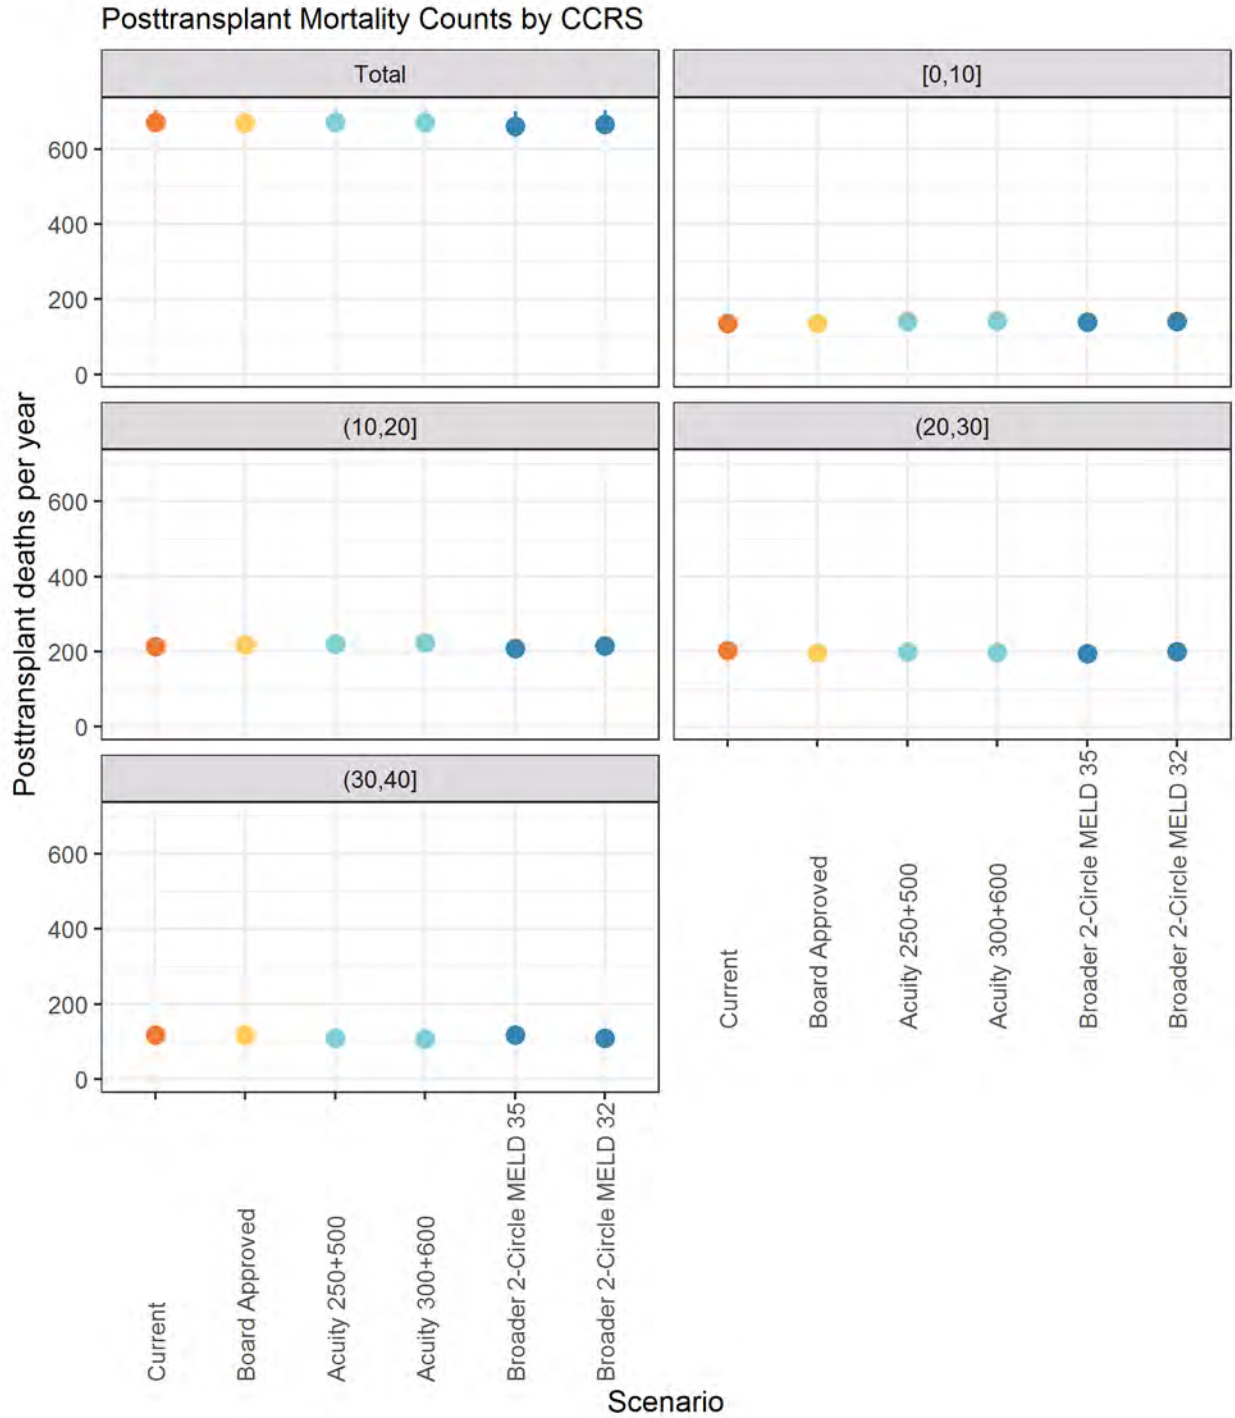 Posttransplant Mortality Counts by CCRS
Total
[0,10]
600
400
200
0
(10,20]
(20,30]
600
400
200
0
(30,40]
600
400
200
0
Posttransplant deaths per year
Current
Board Approved
Acuity 250+500
Acuity 300+600
Broader 2-Circle MELD 35
Broader 2-Circle MELD 32
Current
Board Approved
Acuity 250+500
Acuity 300+600
Broader 2-Circle MELD 35
Broader 2-Circle MELD 32
Scenario